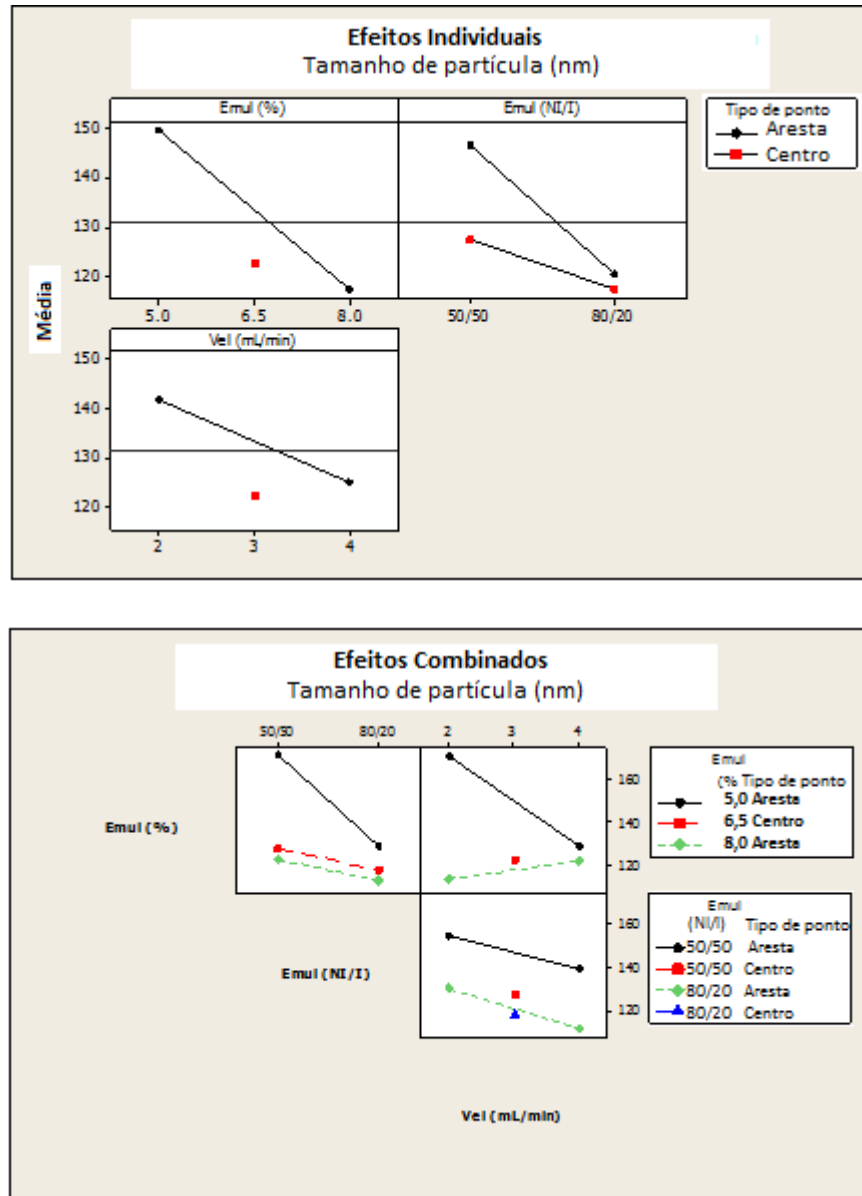 Efeitos Individuais
Tamanho de partícula (nm)
Emul (%)
Emul (NI/I)
Tipo de ponto
Aresta
Centro
150
140
130
120
Média
5.0
6.5
8.0
50/50
80/20
Vel (mL/min)
150
140
130
120
2
3
4
Efeitos Combinados
Tamanho de partícula (nm)
50/50
80/20
2
3
4
Emul (%)
160
140
120
Emul
(% Tipo de ponto
5,0 Aresta
6,5 Centro
8,0 Aresta
Emul (NI/I)
160
140
120
Emul
(NI/I) Tipo de ponto
50/50 Aresta
50/50 Centro
80/20 Aresta
80/20 Centro
Vel (mL/min)